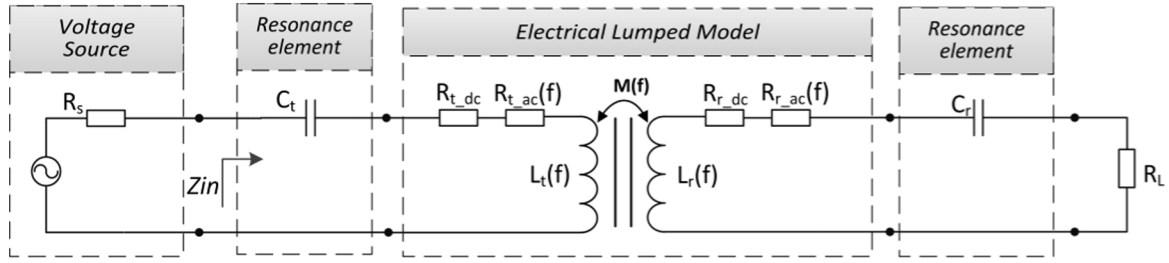 Voltage
Source
Resonance
element
Electrical Lumped Model
Resonance
element
Rs
Ct
Rt_dc Rt_ac(f)
M(f)
Rr_dc Rr_ac(f)
Cr
Zin
Lt(f)
Lr(f)
RL